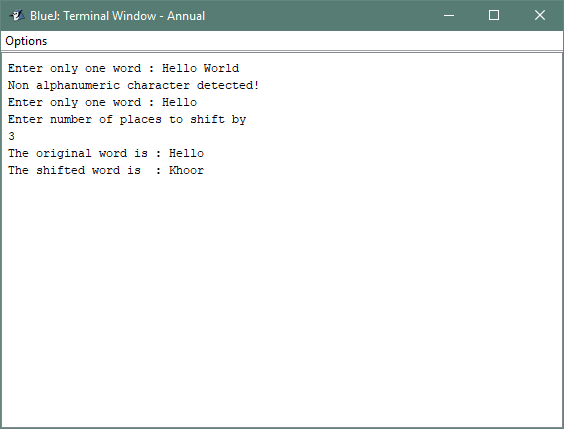 BlueJ: Terminal Window - Annual
Options
Enter only one word : Hello World
Non alphanumeric character detected!
Enter only one word : Hello
Enter number of places to shift by
3
The original word is : Hello
The shifted word is  : Khoor